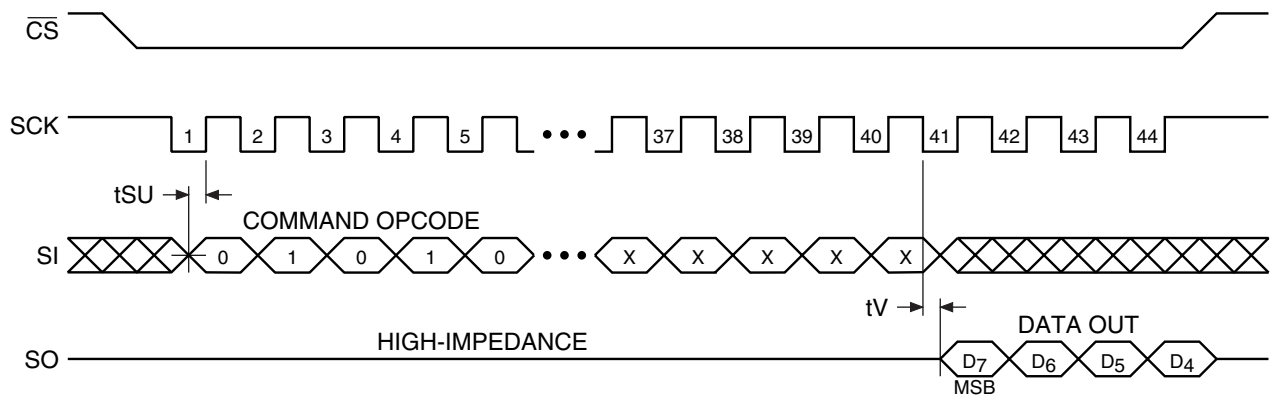 CS
SCK 1 2 3 4 5 ••• 37 38 39 40 41 42 43 44
tSU
COMMAND OPCODE
SI 0 1 0 1 0 ••• X X X X X
tV
HIGH-IMPEDANCE
DATA OUT
SO D7 D6 D5 D4
MSB